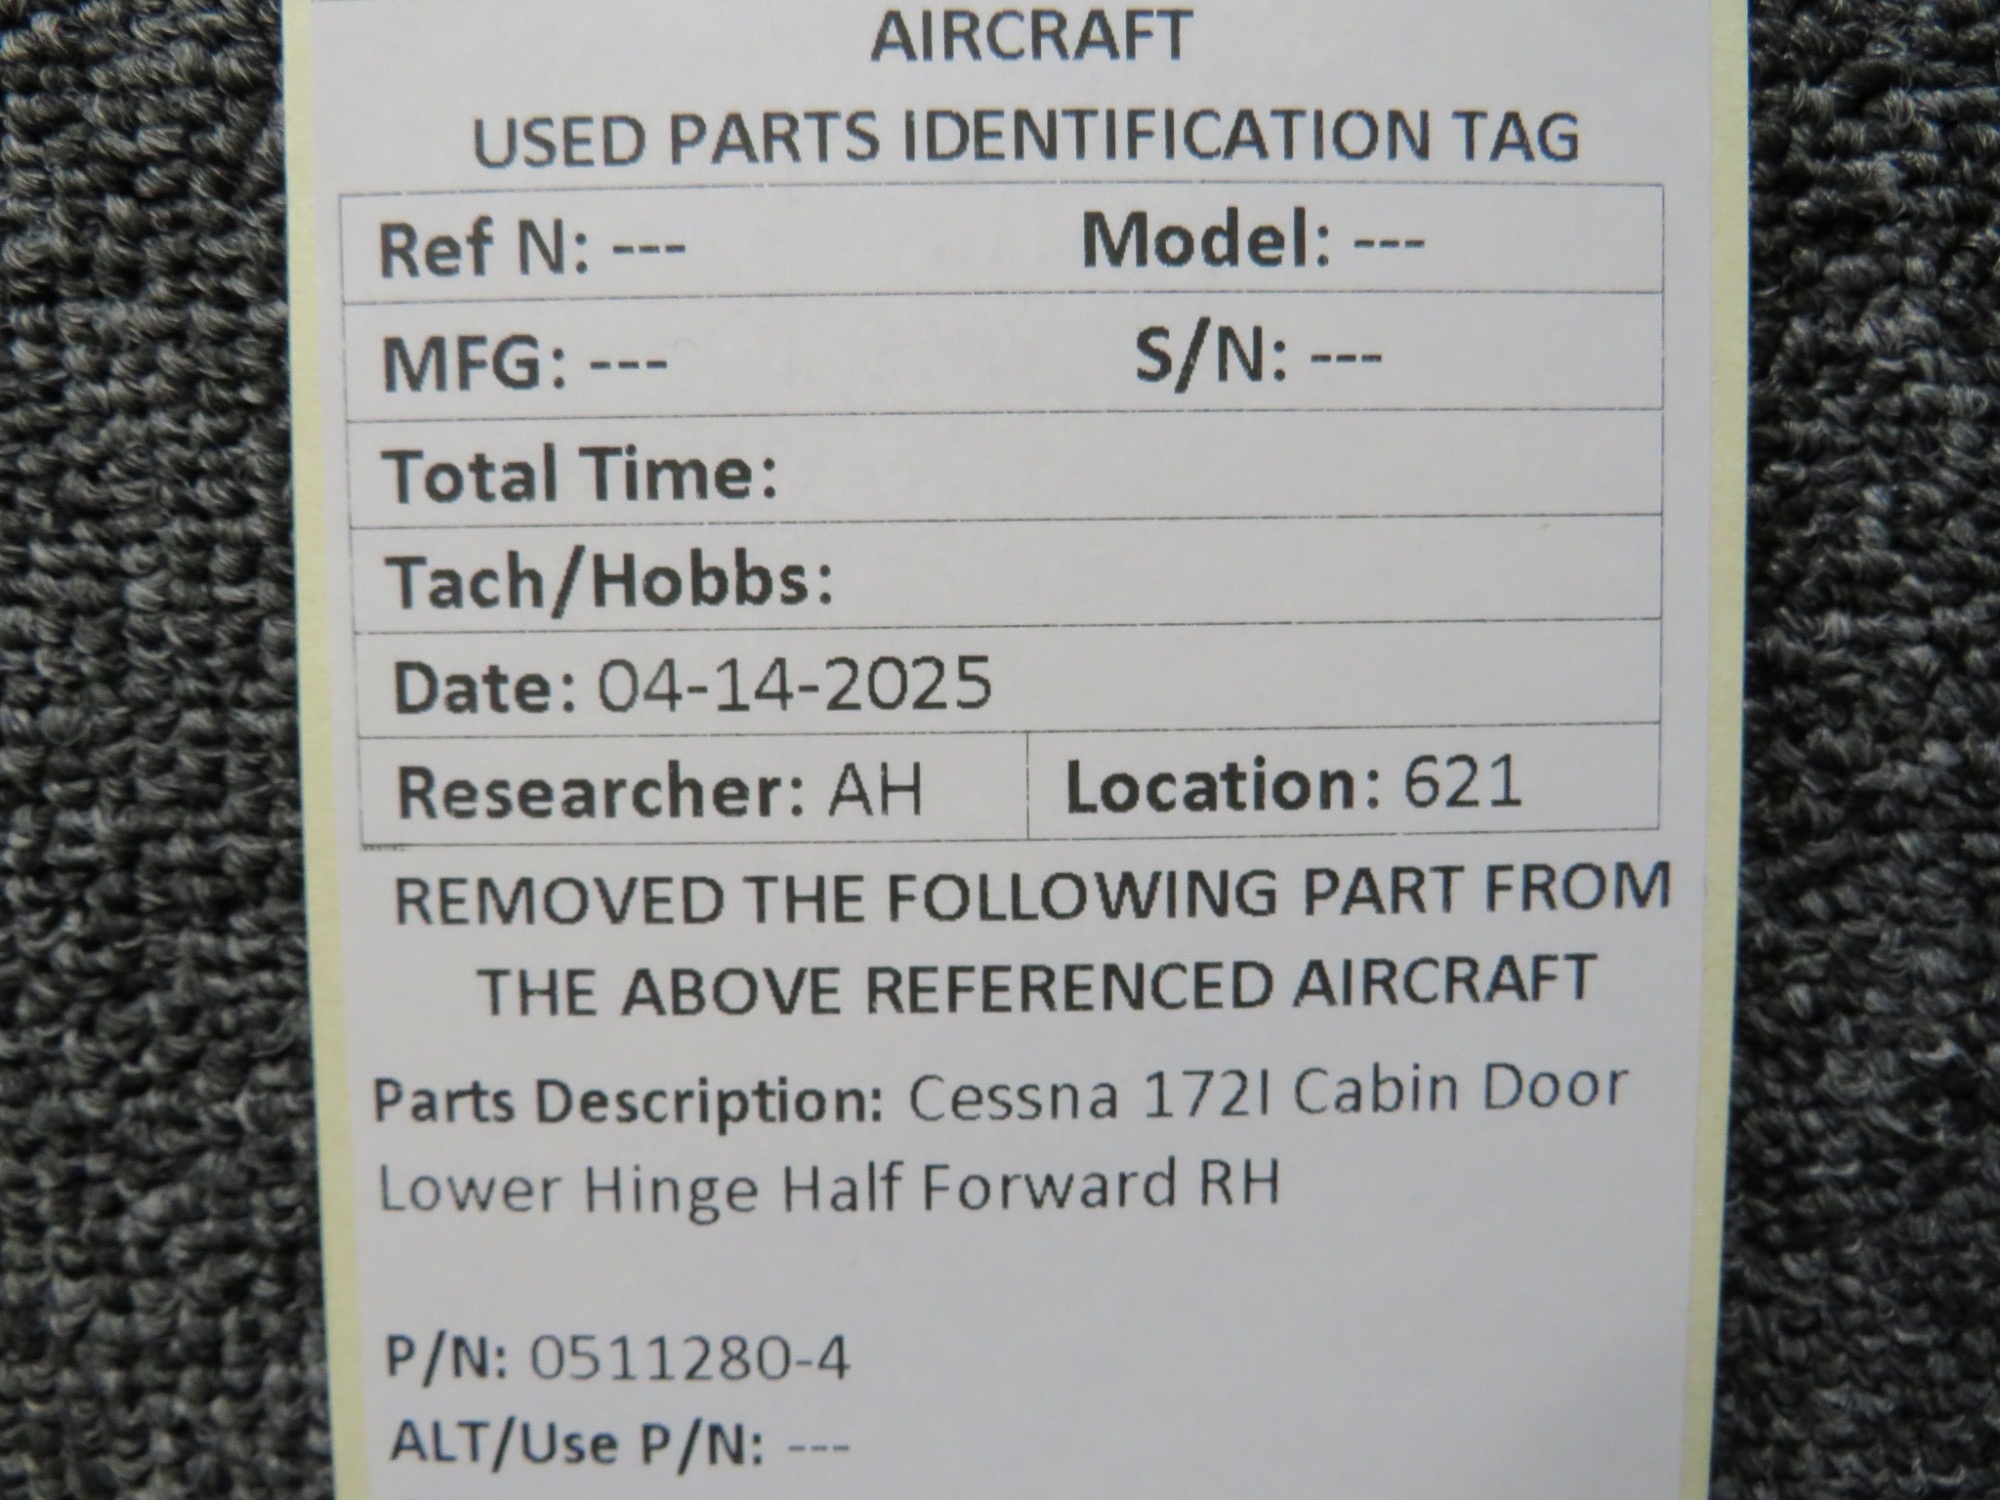 AIRCRAFT
USED PARTS IDENTIFICATION TAG
Ref N: --- Model: ---
MFG: --- S/N: ---
Total Time:
Tach/Hobbs:
Date: 04-14-2025
Researcher: AH Location: 621
REMOVED THE FOLLOWING PART FROM
THE ABOVE REFERENCED AIRCRAFT
Parts Description: Cessna 172I Cabin Door
Lower Hinge Half Forward RH
P/N: 0511280-4
ALT/Use P/N: ---